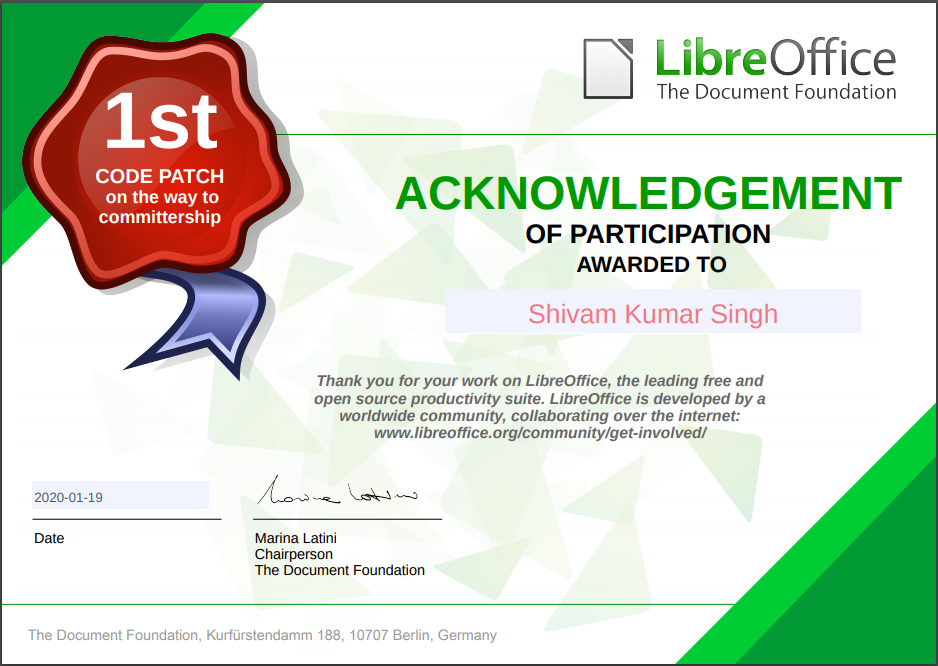 1st
CODE PATCH
on the way to
committership
LibreOffice
The Document Foundation
ACKNOWLEDGEMENT
OF PARTICIPATION
AWARDED TO
Shivam Kumar Singh
Thank you for your work on LibreOffice, the leading free and
open source productivity suite. LibreOffice is developed by a
worldwide community, collaborating over the internet:
www.libreoffice.org/community/get-involved/
2020-01-19
Date
Marina Latini
Marina Latini
Chairperson
The Document Foundation
The Document Foundation, Kurfürstendamm 188, 10707 Berlin, Germany